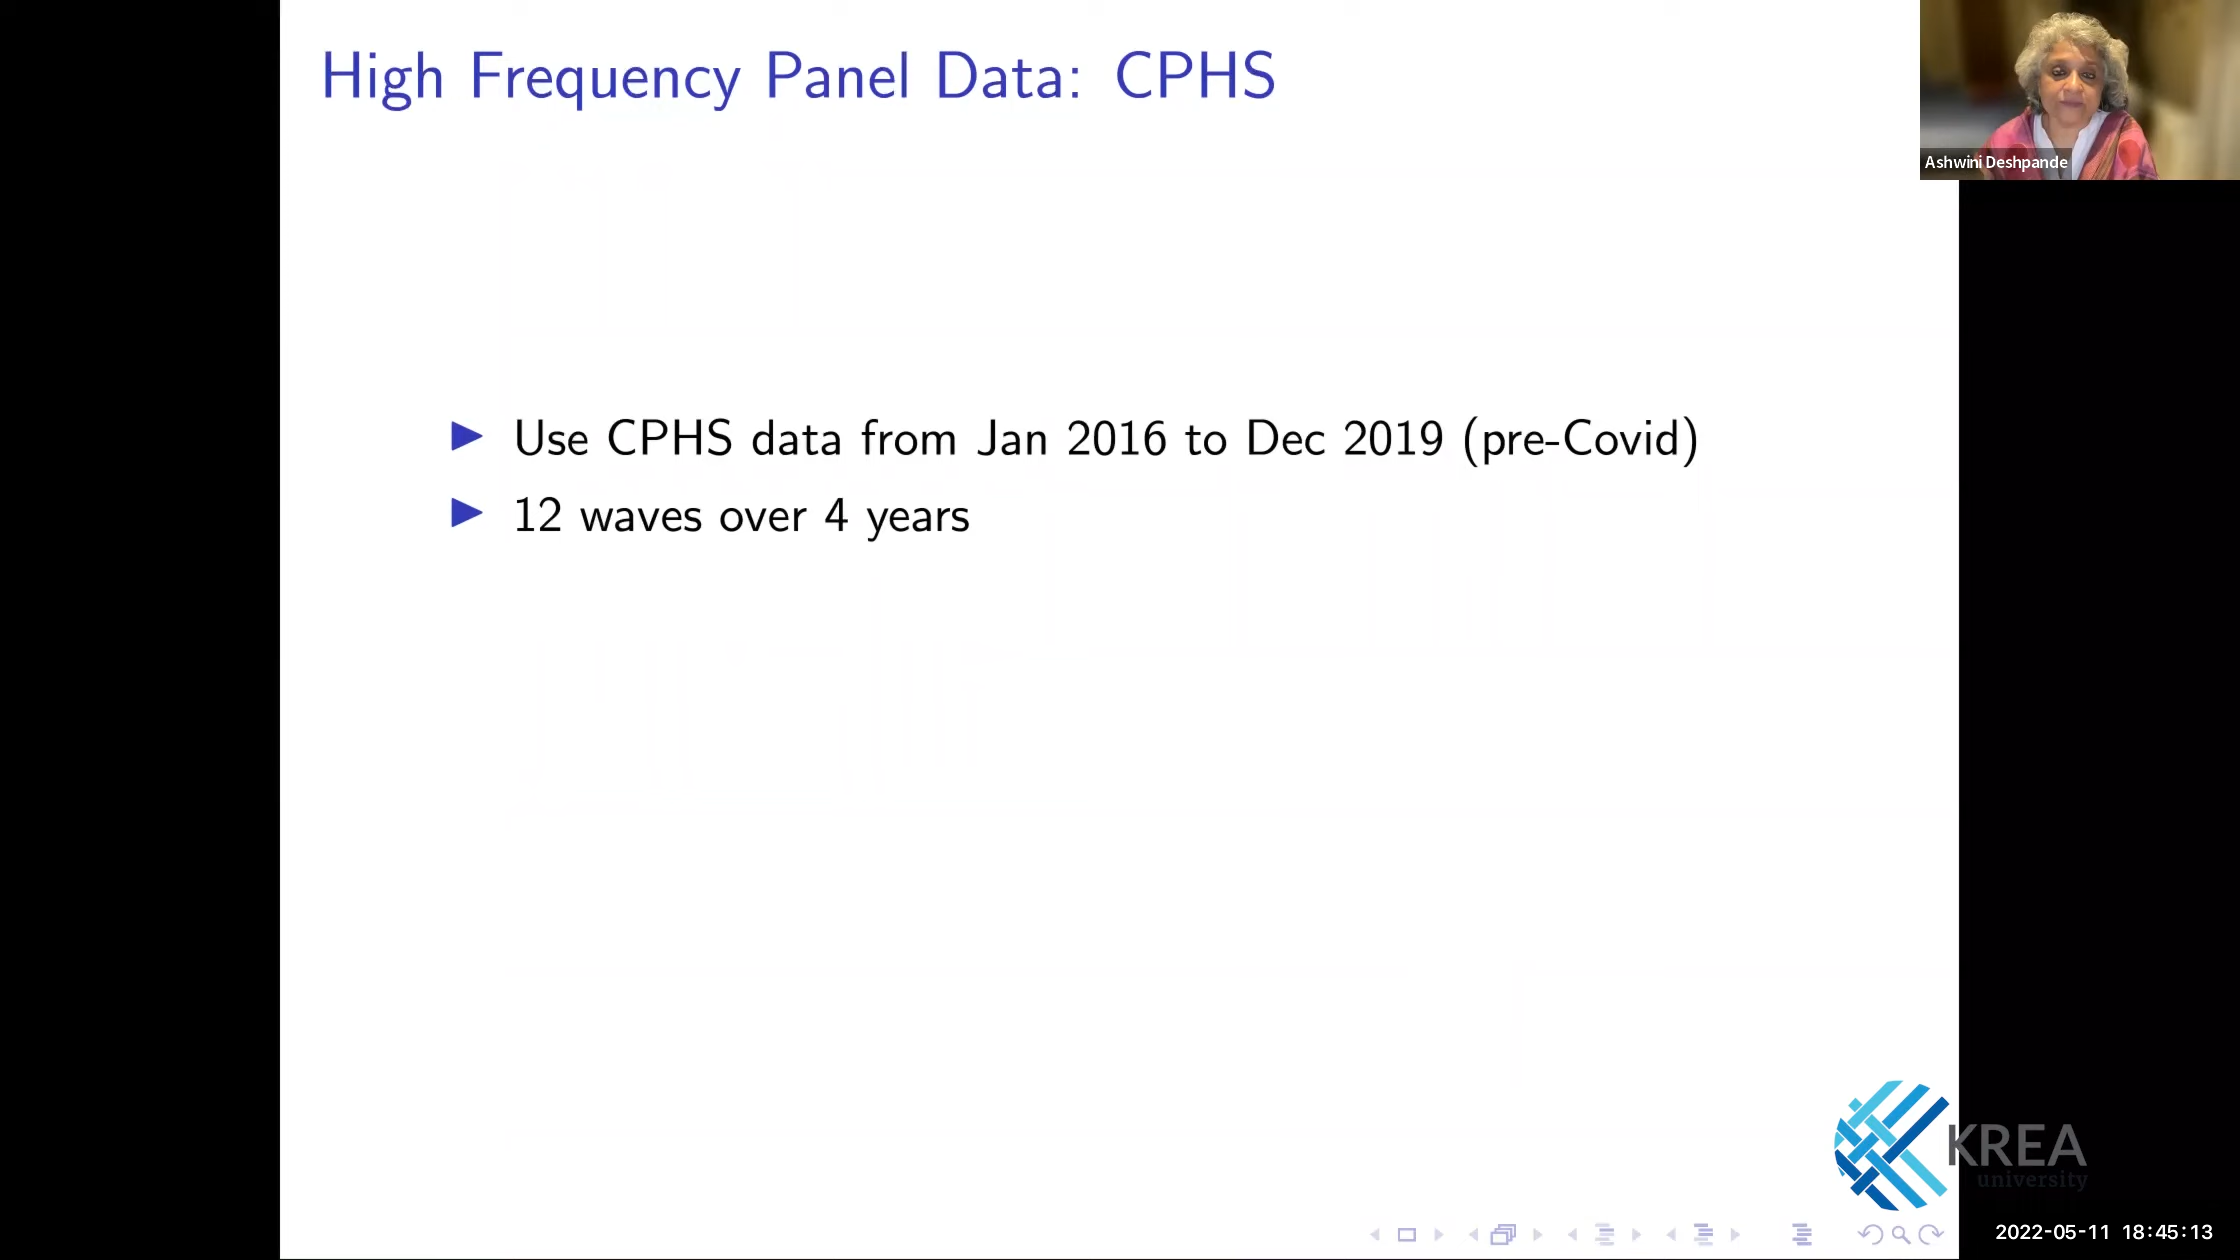 High Frequency Panel Data: CPHS
Ashwini Deshpande
Use CPHS data from Jan 2016 to Dec 2019 (pre-Covid)
12 waves over 4 years
KREA
university
2022-05-11 18:45:13